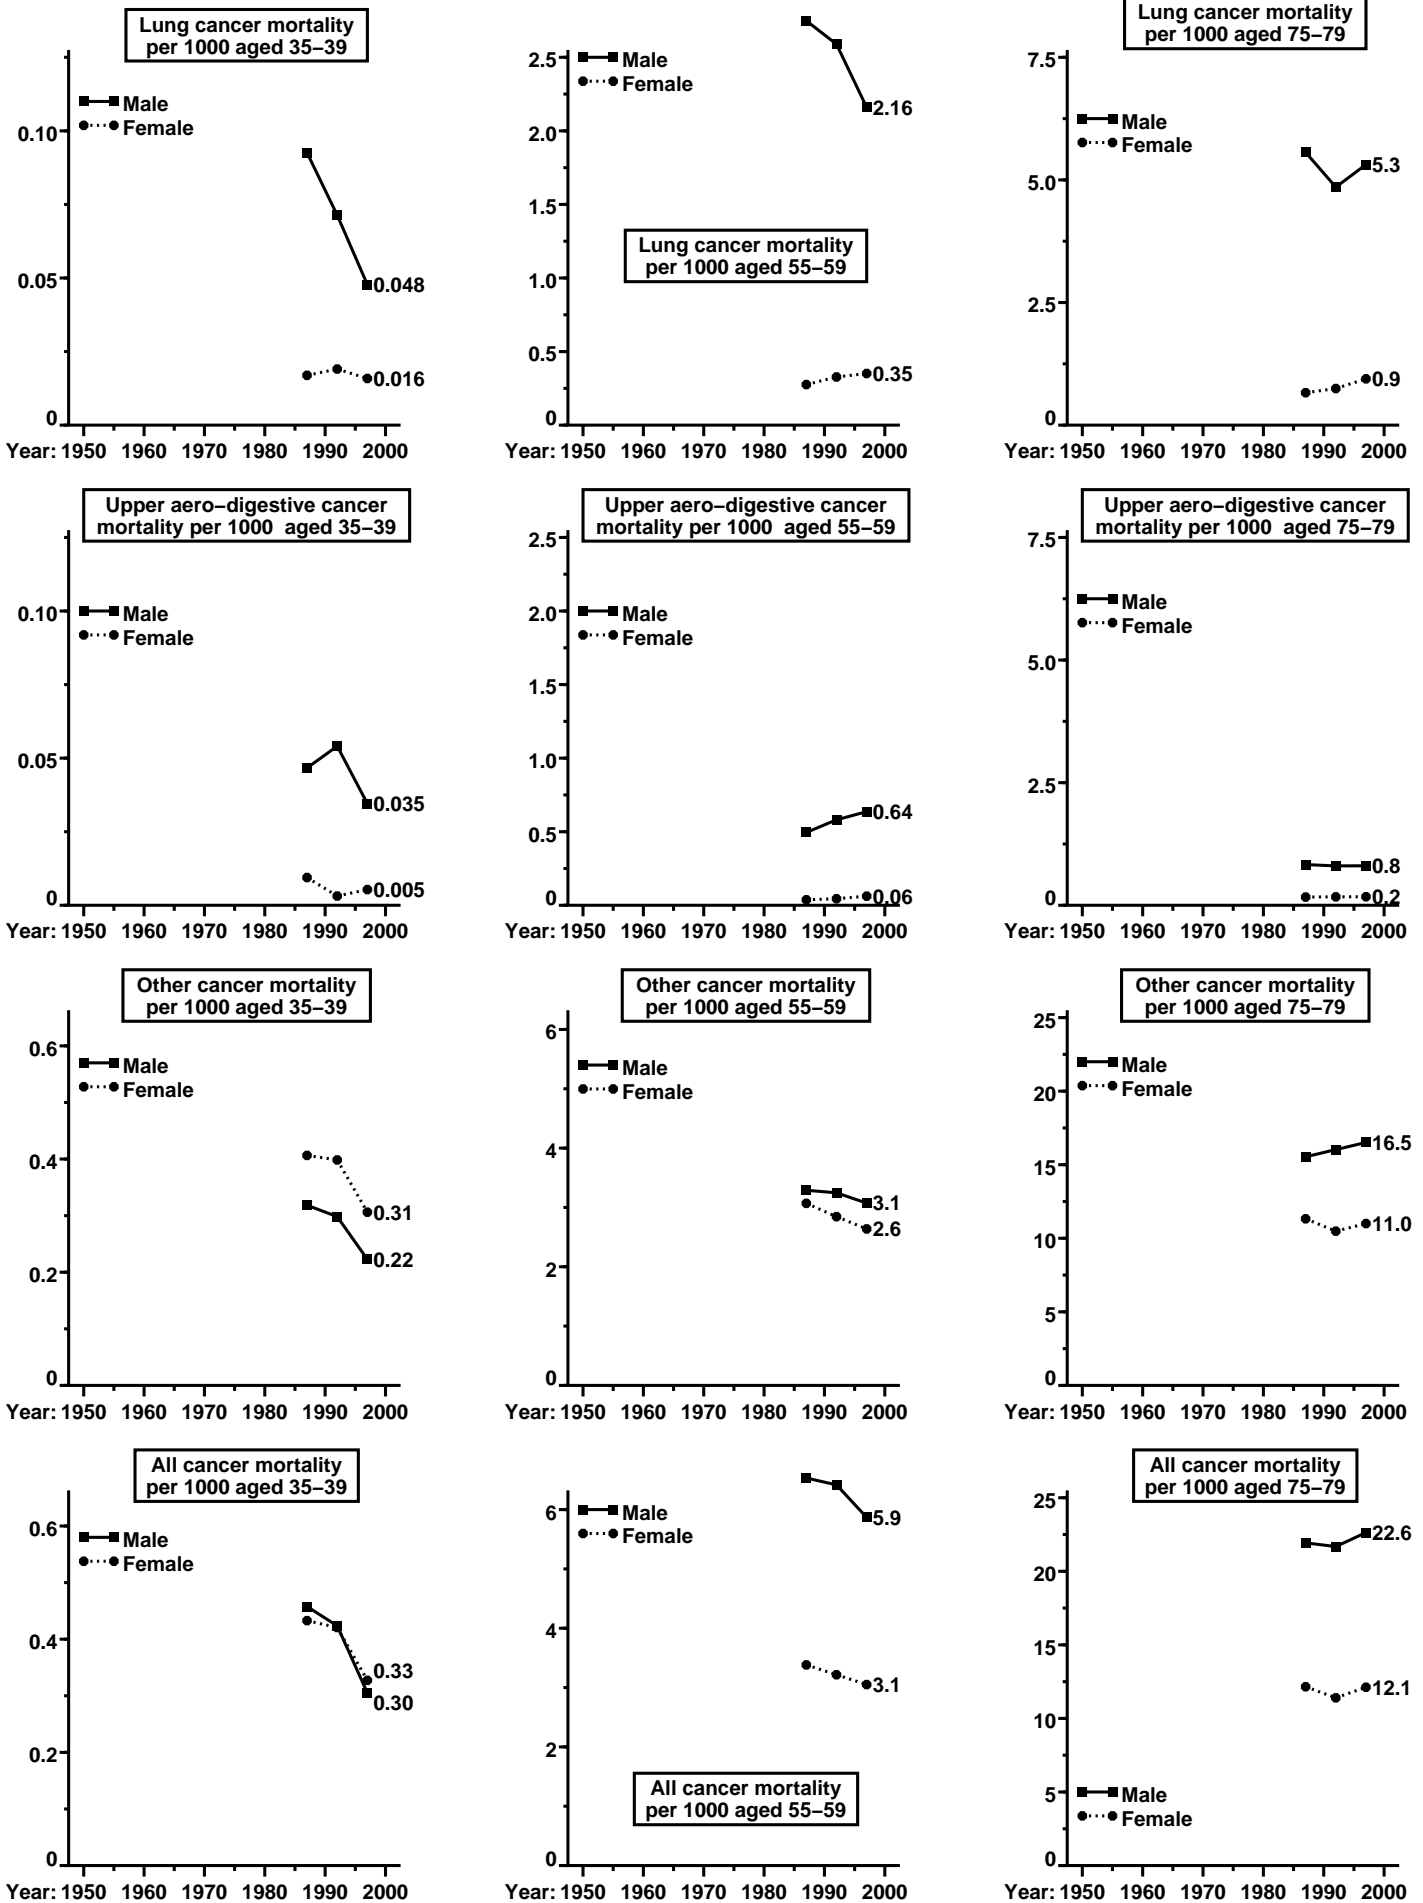 Lung cancer mortality
per 1000 aged 35–39
Male
Female
0.10
0.05
0
0.048
0.016
Year: 1950 1960 1970 1980 1990 2000
2.5
2.0
1.5
1.0
0.5
0
Male
Female
2.16
Lung cancer mortality
per 1000 aged 55–59
0.35
Year: 1950 1960 1970 1980 1990 2000
Lung cancer mortality
per 1000 aged 75–79
7.5
5.0
2.5
0
Male
Female
5.3
0.9
Year: 1950 1960 1970 1980 1990 2000
Upper aero–digestive cancer
mortality per 1000 aged 35–39
0.10
0.05
0
Male
Female
0.035
0.005
Year: 1950 1960 1970 1980 1990 2000
Upper aero–digestive cancer
mortality per 1000 aged 55–59
2.5
2.0
1.5
1.0
0.5
0
Male
Female
0.64
0.06
Year: 1950 1960 1970 1980 1990 2000
Upper aero–digestive cancer
mortality per 1000 aged 75–79
7.5
5.0
2.5
0
Male
Female
0.8
0.2
Year: 1950 1960 1970 1980 1990 2000
Other cancer mortality
per 1000 aged 35–39
0.6
0.4
0.2
0
Male
Female
0.31
0.22
Year: 1950 1960 1970 1980 1990 2000
Other cancer mortality
per 1000 aged 55–59
6
4
2
0
Male
Female
3.1
2.6
Year: 1950 1960 1970 1980 1990 2000
Other cancer mortality
per 1000 aged 75–79
25
20
15
10
5
0
Male
Female
16.5
11.0
Year: 1950 1960 1970 1980 1990 2000
All cancer mortality
per 1000 aged 35–39
0.6
0.4
0.2
0
Male
Female
0.33
0.30
Year: 1950 1960 1970 1980 1990 2000
6
4
2
0
Male
Female
5.9
3.1
All cancer mortality
per 1000 aged 55–59
Year: 1950 1960 1970 1980 1990 2000
All cancer mortality
per 1000 aged 75–79
25
20
15
10
5
0
22.6
12.1
Male
Female
Year: 1950 1960 1970 1980 1990 2000